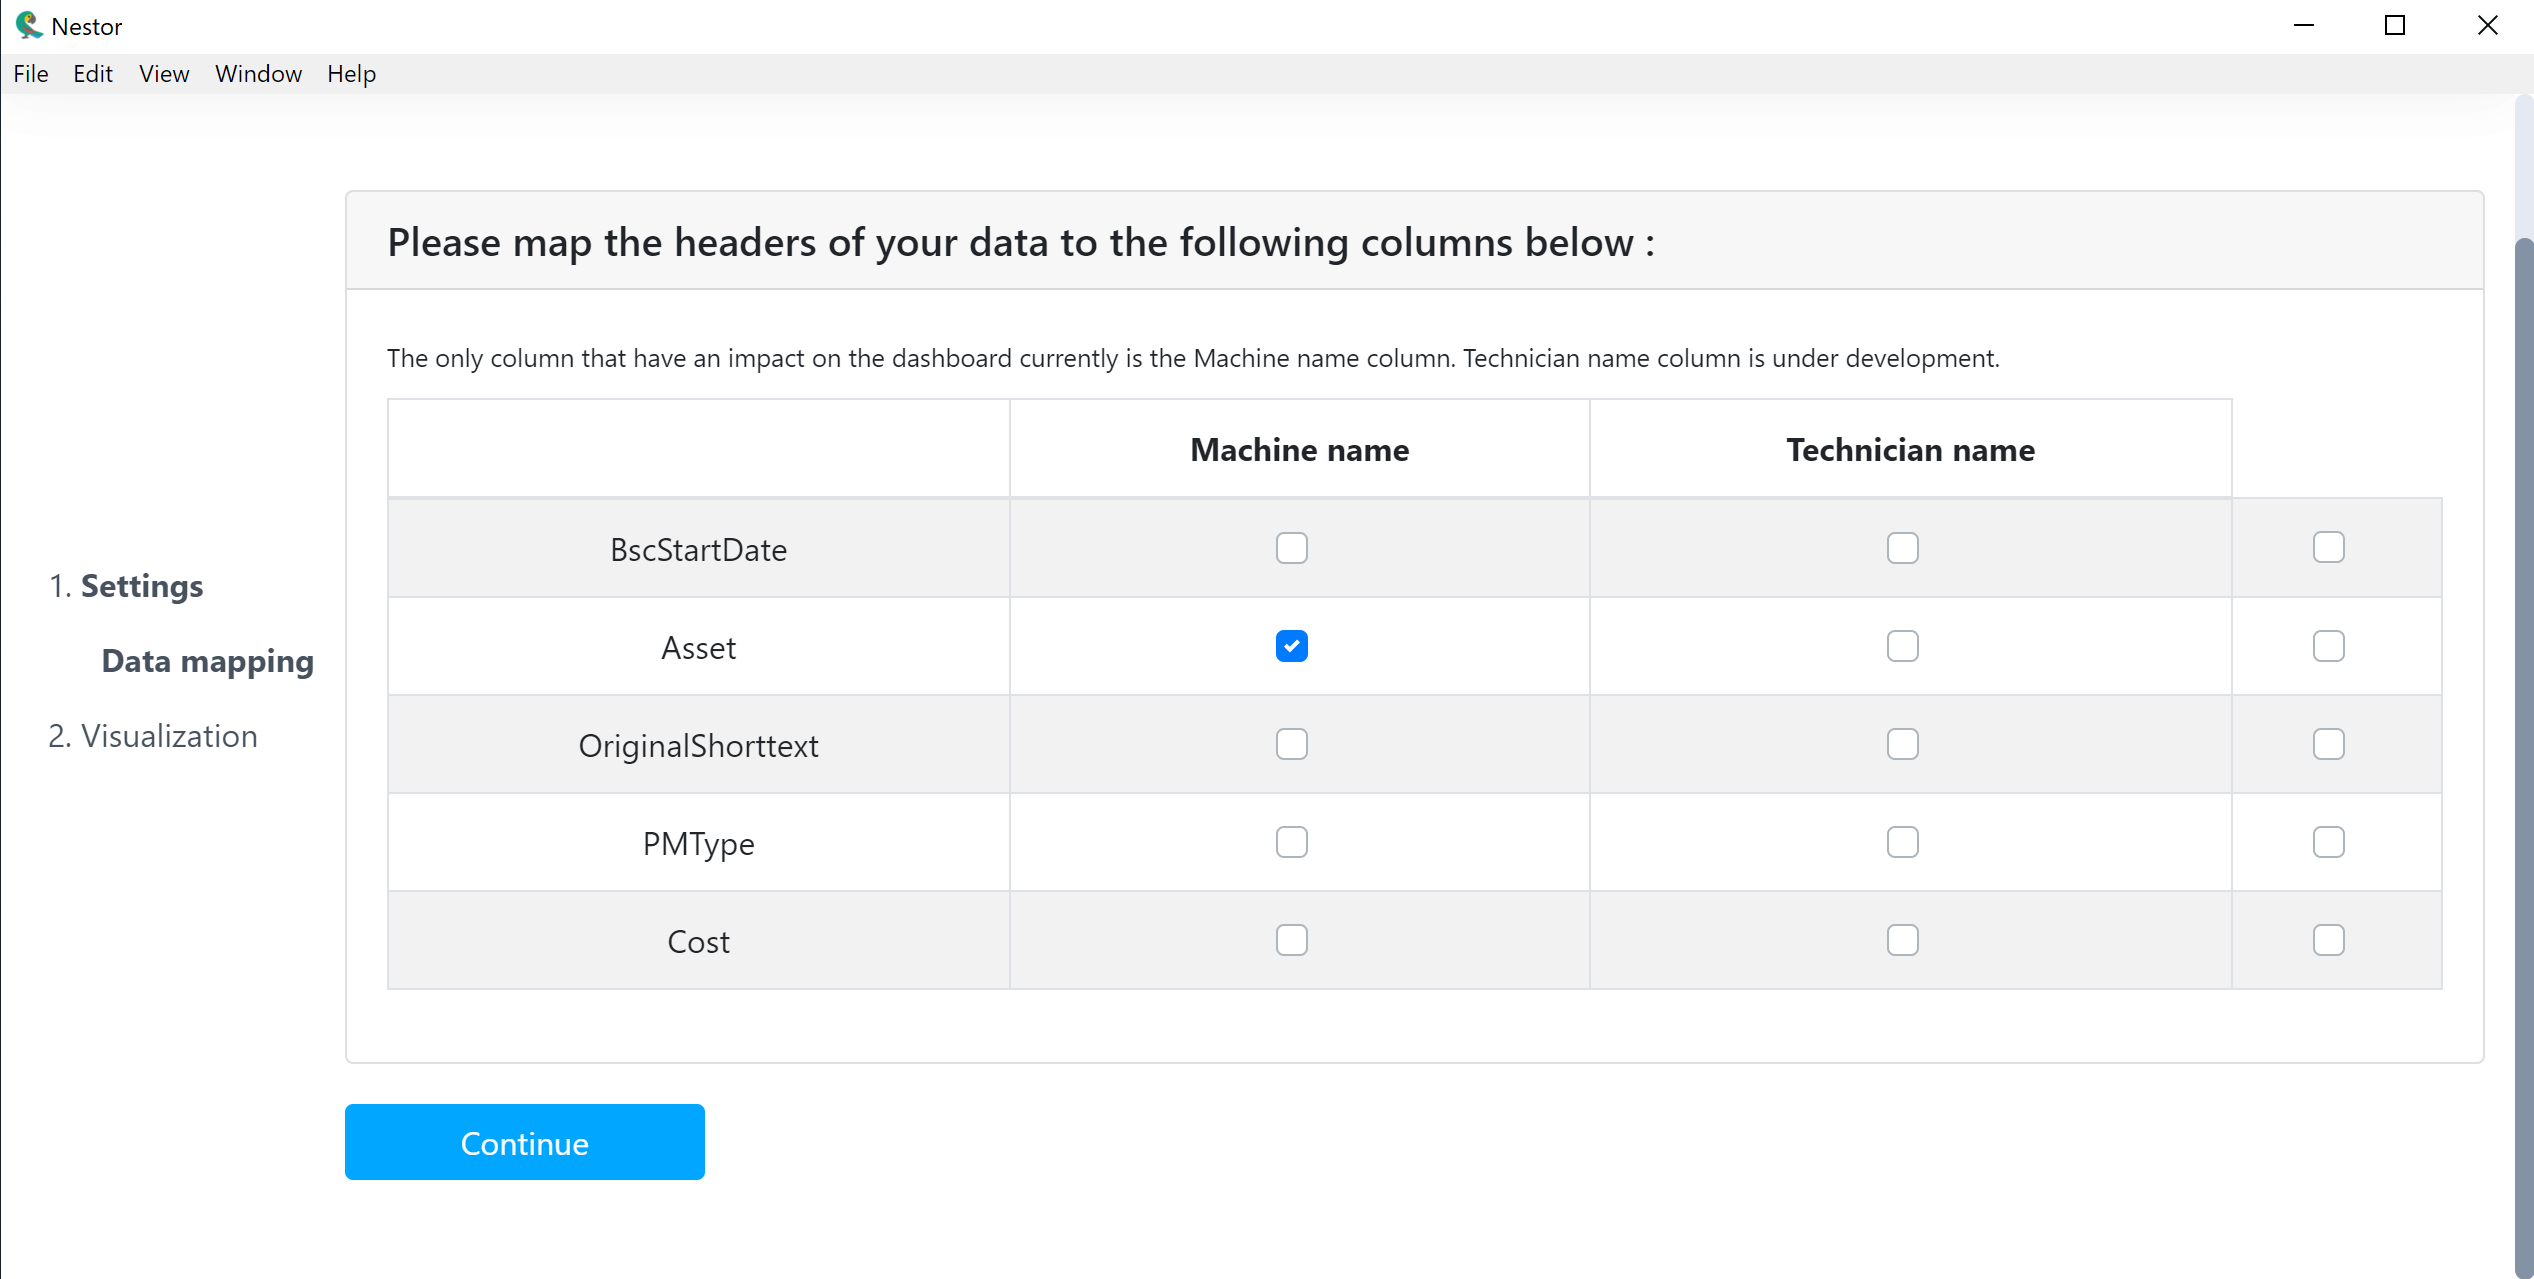 Nestor
File Edit View Window Help
Please map the headers of your data to the following columns below :
The only column that have an impact on the dashboard currently is the Machine name column. Technician name column is under development.
Machine name Technician name
BscStartDate
Asset
OriginalShorttext
PMType
Cost
1. Settings
Data mapping
2. Visualization
Continue